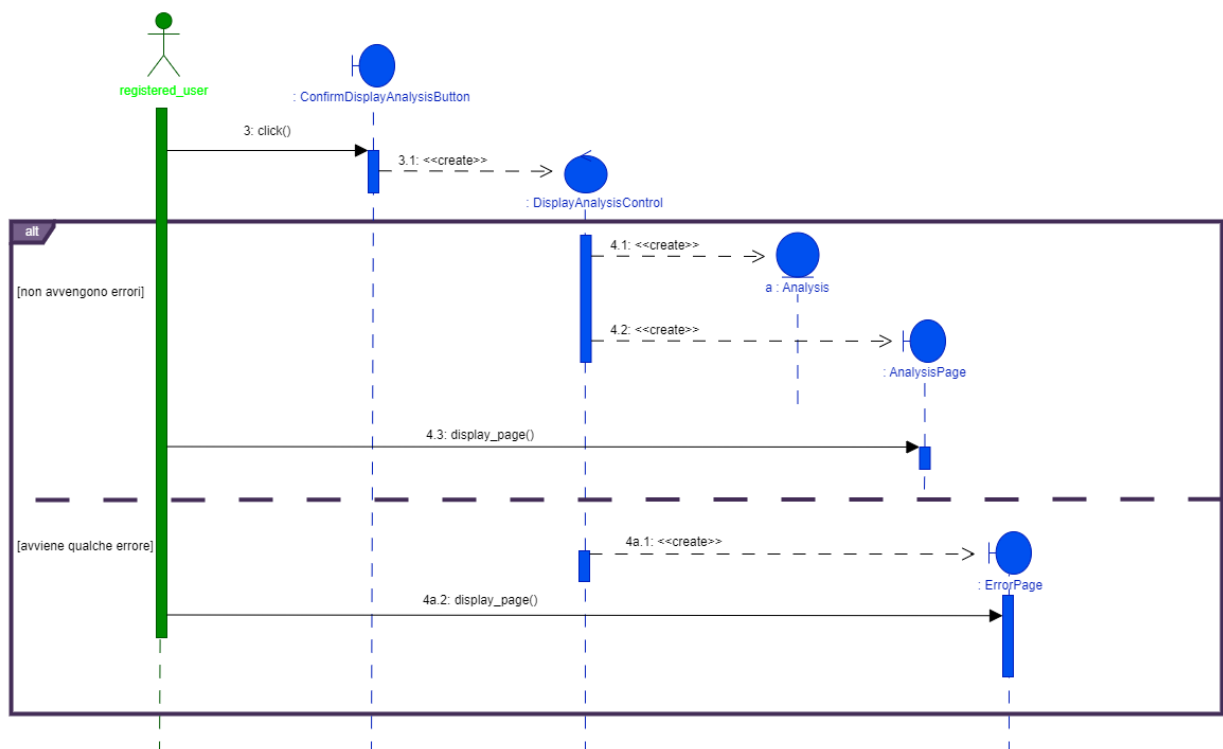 registered_user
: ConfirmDisplayAnalysisButton
3: click()
3.1: <<create>>
: DisplayAnalysisControl
alt
4.1: <<create>>
a : Analysis
[non avvengono errori]
4.2: <<create>>
: AnalysisPage
4.3: display_page()
[avviene qualche errore]
4a.1: <<create>>
: ErrorPage
4a.2: display_page()